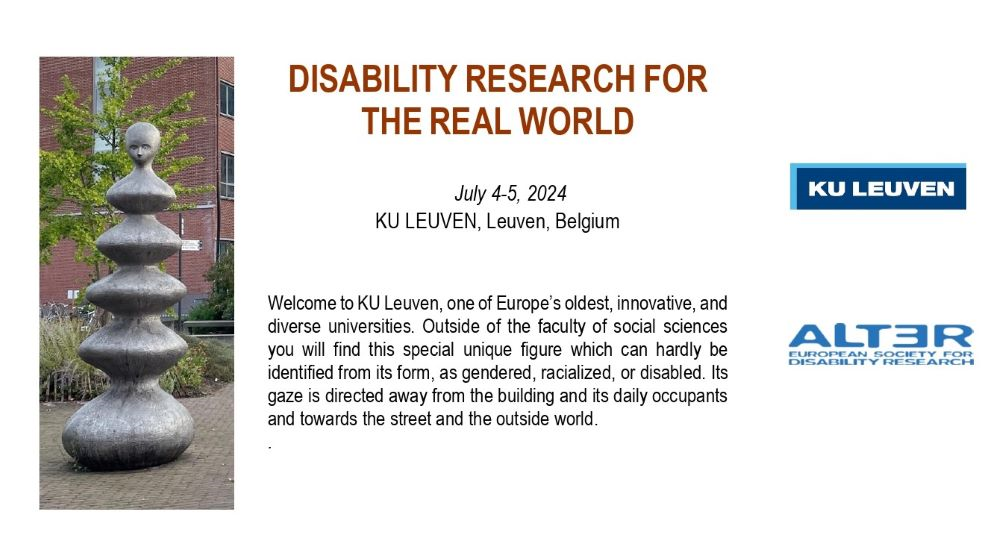 DISABILITY RESEARCH FOR
THE REAL WORLD
July 4-5, 2024
KU LEUVEN, Leuven, Belgium
Welcome to KU Leuven, one of Europe's oldest, innovative, and
diverse universities. Outside of the faculty of social sciences
you will find this special unique figure which can hardly be
identified from its form, as gendered, racialized, or disabled. Its
gaze is directed away from the building and its daily occupants
and towards the street and the outside world.
.
KU LEUVEN
ALTER
EUROPEAN SOCIETY FOR
DISABILITY RESEARCH